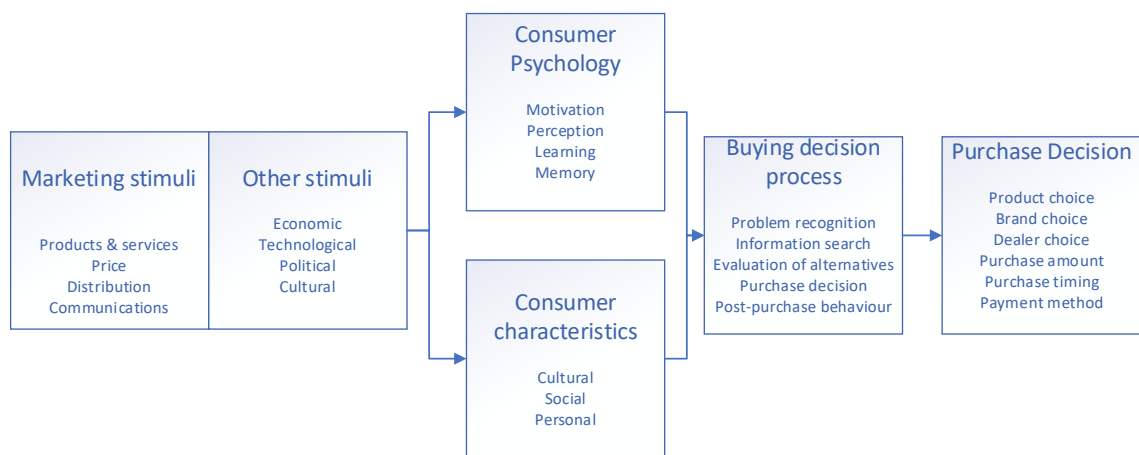 Marketing stimuli
Products & services
Price
Distribution
Communications
Other stimuli
Economic
Technological
Political
Cultural
Consumer
Psychology
Motivation
Perception
Learning
Memory
Consumer
characteristics
Cultural
Social
Personal
Buying decision
process
Problem recognition
Information search
Evaluation of alternatives
Purchase decision
Post-purchase behaviour
Purchase Decision
Product choice
Brand choice
Dealer choice
Purchase amount
Purchase timing
Payment method